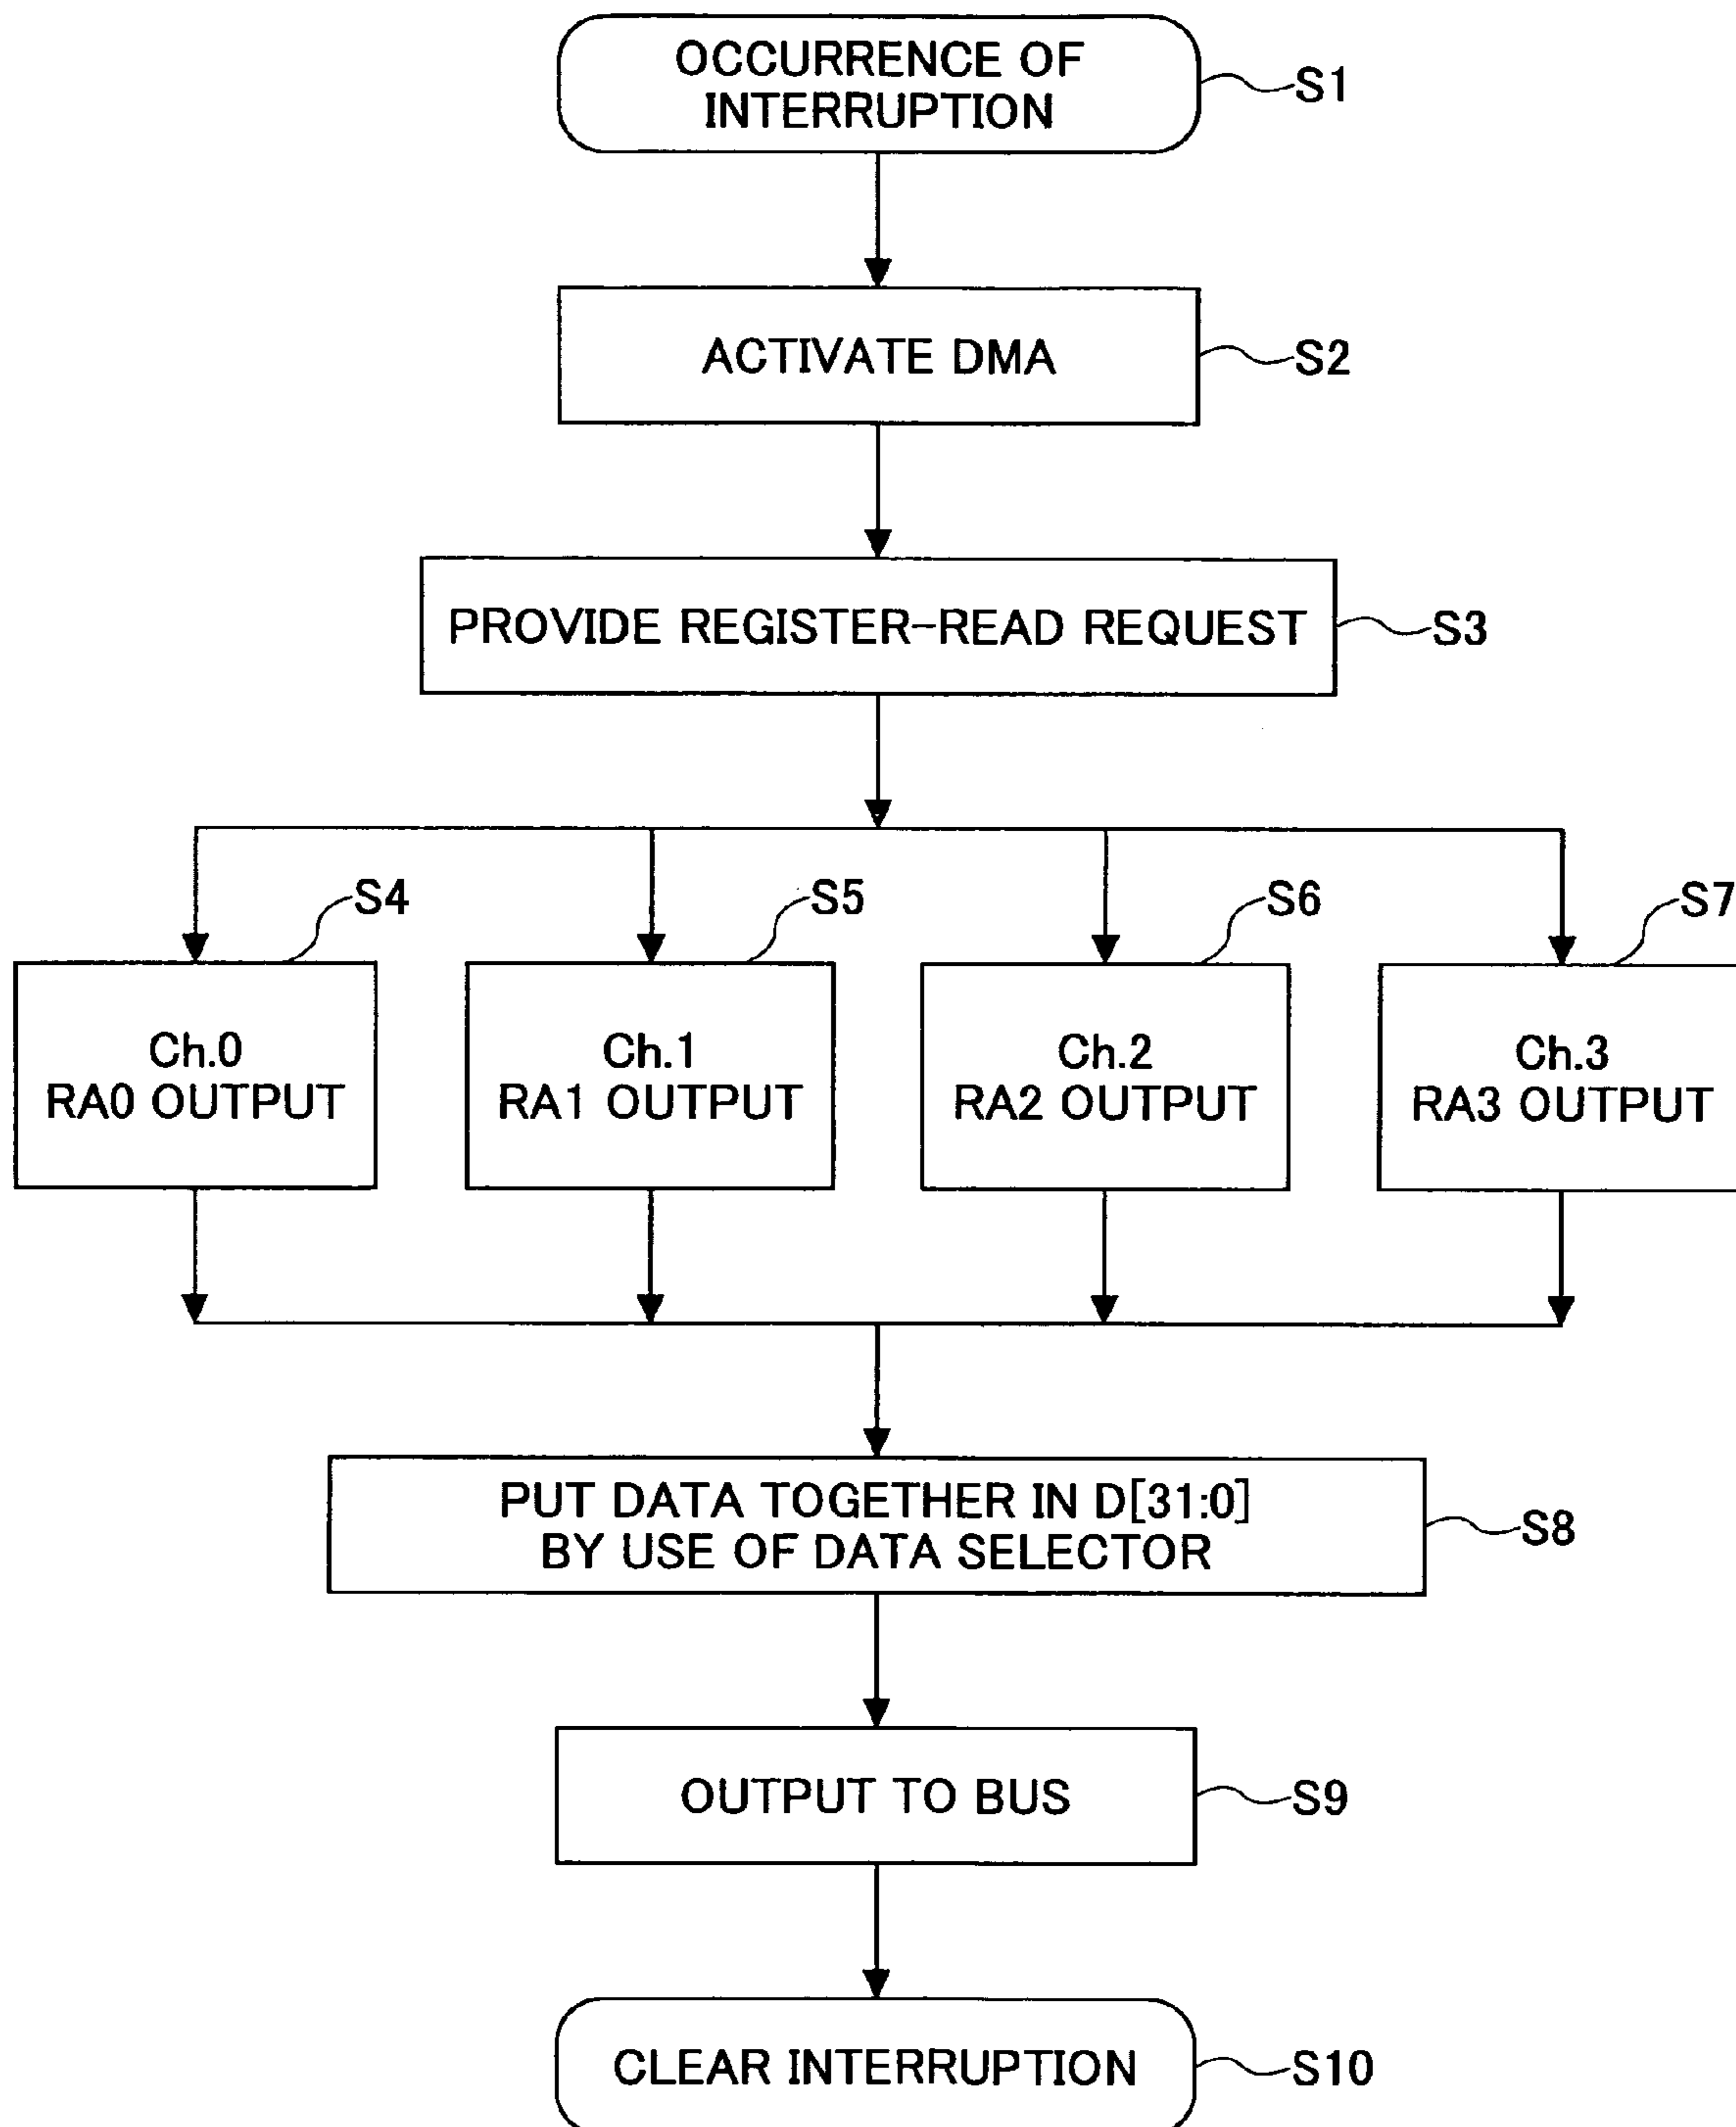 OCCURRENCE OF
INTERRUPTION
S1
ACTIVATE DMA
S2
PROVIDE REGISTER-READ REQUEST
S3
S4
S5
S6
S7
Ch.0
RA0 OUTPUT
Ch.1
RA1 OUTPUT
Ch.2
RA2 OUTPUT
Ch.3
RA3 OUTPUT
PUT DATA TOGETHER IN D[31:0]
BY USE OF DATA SELECTOR
S8
OUTPUT TO BUS
S9
CLEAR INTERRUPTION
S10